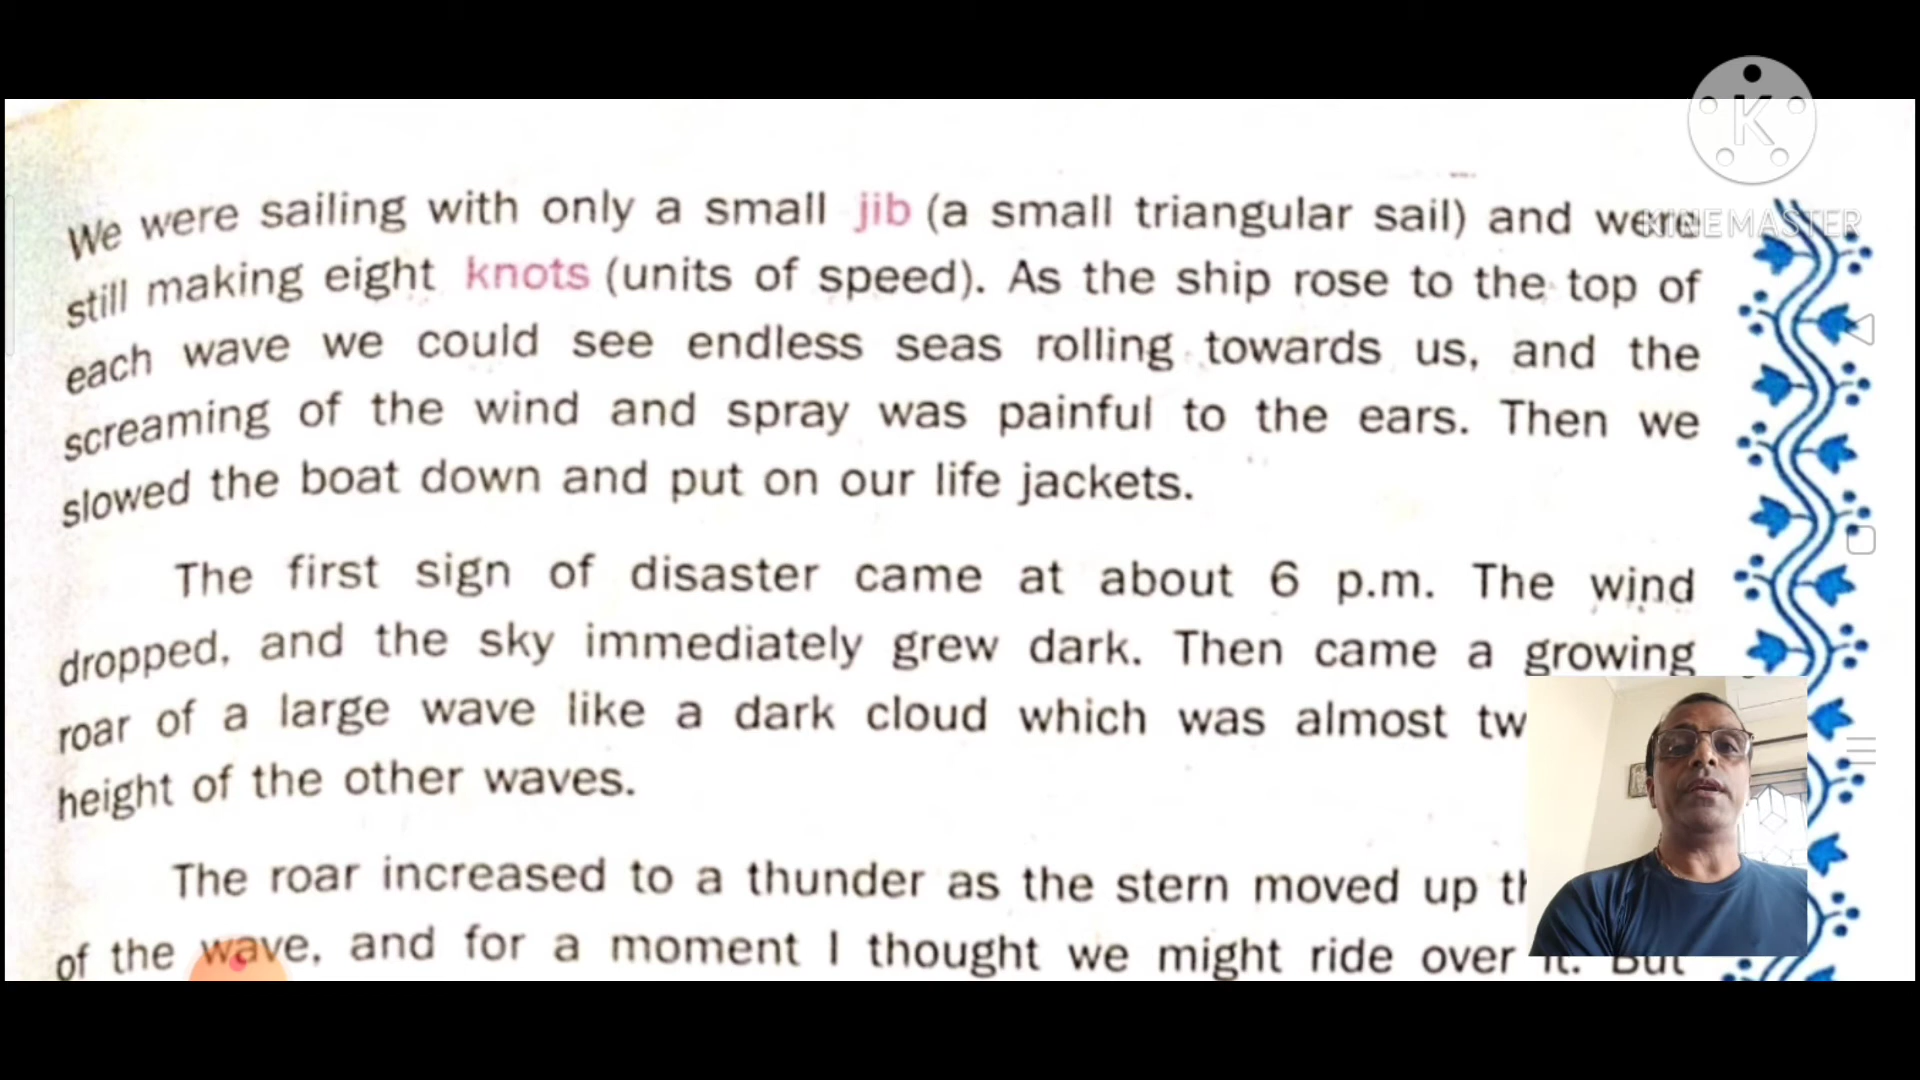 K
KINEMASTER
We were sailing with only a small jib (a small triangular sail) and were
still making eight knots (units of speed). As the ship rose to the top of
each wave we could see endless seas rolling towards us, and the
screaming of the wind and spray was painful to the ears. Then we
slowed the boat down and put on our life jackets.
The first sign of disaster came at about 6 p.m. The wind
dropped, and the sky immediately grew dark. Then came a growing
roar of a large wave like a dark cloud which was almost tw
height of the other waves.
The roar increased to a thunder as the stern moved up th
of the wave, and for a moment I thought we might ride over it. But